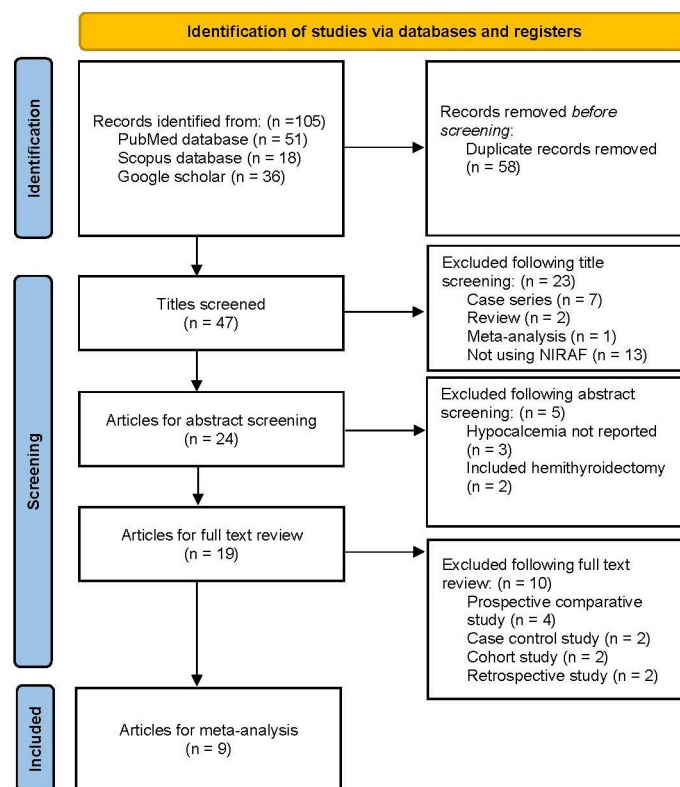 Identification of studies via databases and registers
Identification
Records identified from: (n =105)
PubMed database (n = 51)
Scopus database (n = 18)
Google scholar (n = 36)
Records removed before
screening:
Duplicate records removed
(n = 58)
Screening
Titles screened
(n = 47)
Excluded following title
screening: (n = 23)
Case series (n = 7)
Review (n = 2)
Meta-analysis (n = 1)
Not using NIRAF (n = 13)
Articles for abstract screening
(n = 24)
Excluded following abstract
screening: (n = 5)
Hypocalcemia not reported
(n = 3)
Included hemithyroidectomy
(n = 2)
Articles for full text review
(n = 19)
Excluded following full text
review: (n = 10)
Prospective comparative
study (n = 4)
Case control study (n = 2)
Cohort study (n = 2)
Retrospective study (n = 2)
Included
Articles for meta-analysis
(n = 9)